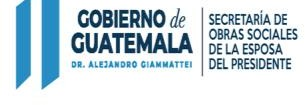 GOBIERNO de
GUATEMALA
DR. ALEJANDRO GIAMMATTEI
SECRETARÍA DE
OBRAS SOCIALES
DE LA ESPOSA
DEL PRESIDENTE